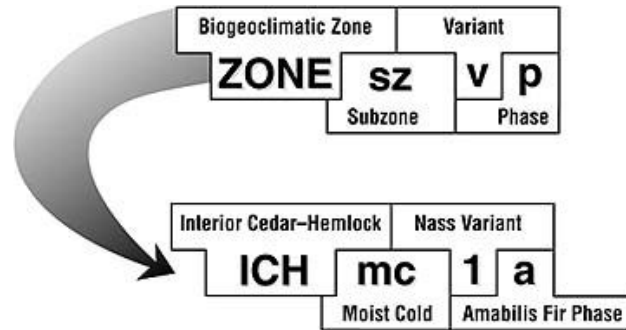 Biogeoclimatic Zone Variant
ZONE sz v p
Subzone Phase
Interior Cedar–Hemlock Nass Variant
ICH mc 1 a
Moist Cold Amabilis Fir Phase